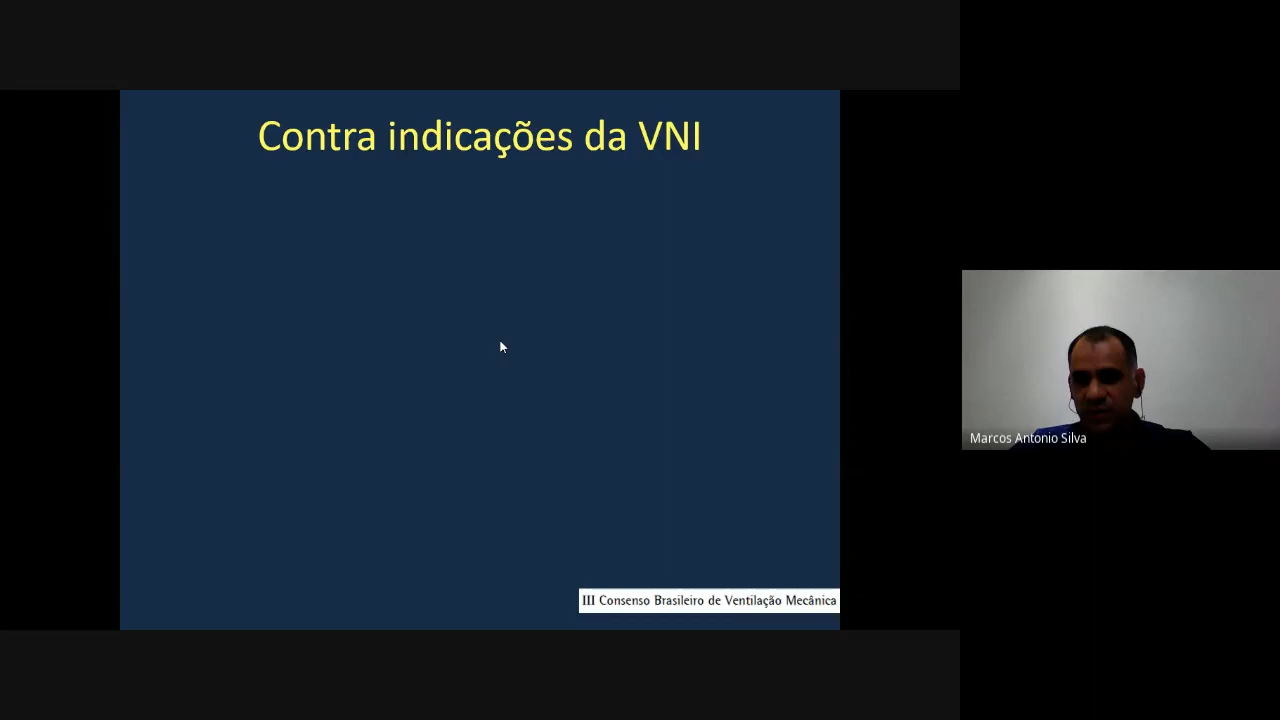 Contra indicações da VNI
III Consenso Brasileiro de Ventilação Mecânica
Marcos Antonio Silva